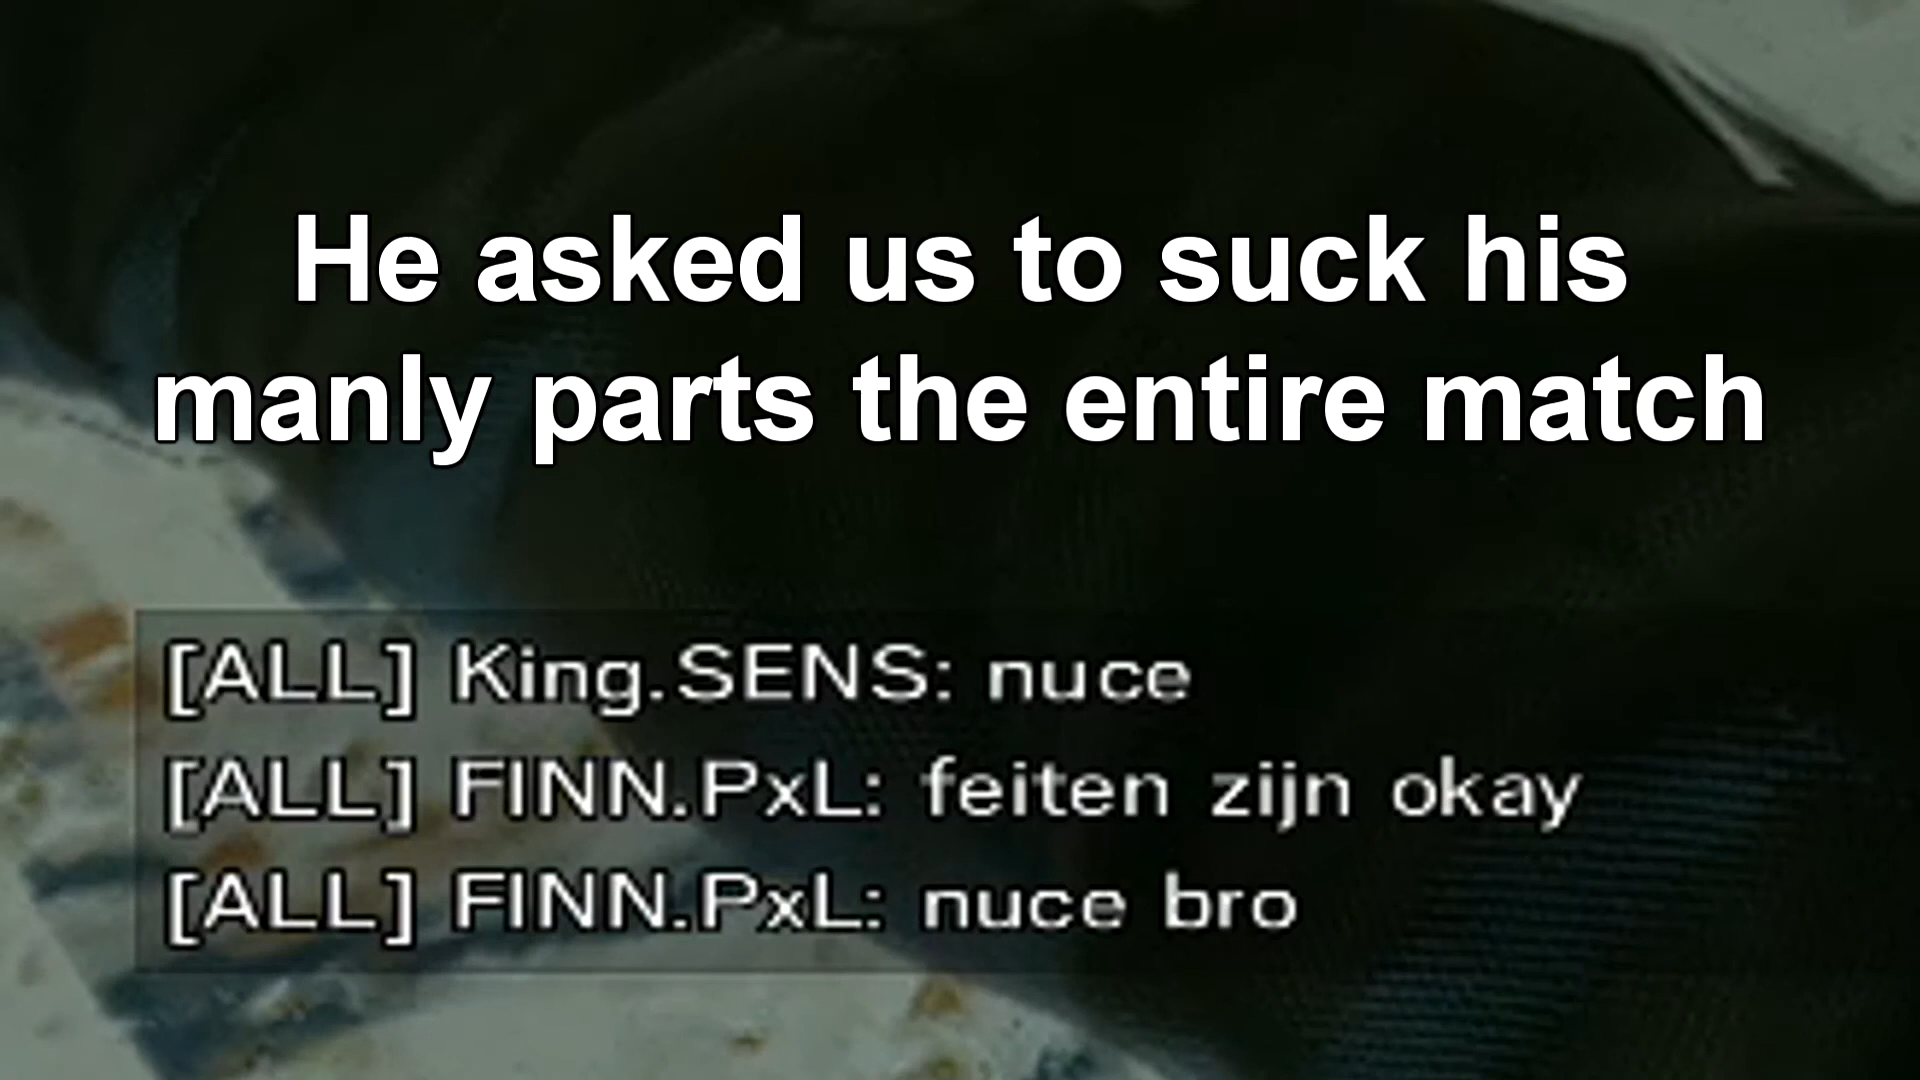 He asked us to suck his
manly parts the entire match
[ALL] King.SENS: nuce
[ALL] FINN.PxL: feiten zijn okay
[ALL] FINN.PxL: nuce bro